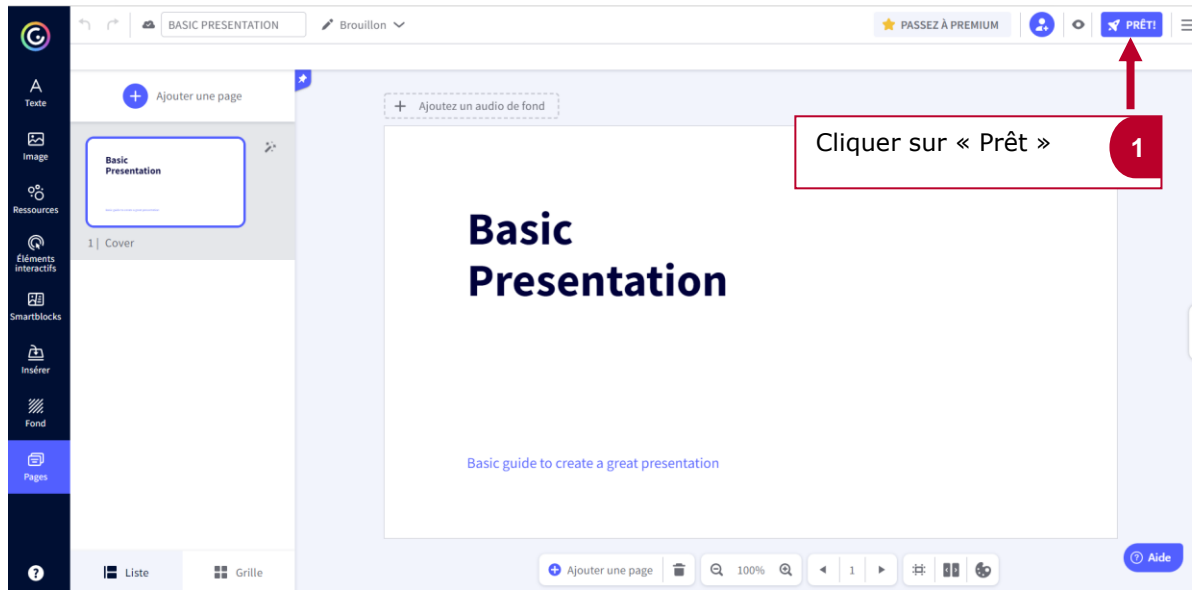 BASIC PRESENTATION
Brouillon
PASSEZ À PREMIUM
PRÊT!
Texte
Image
Ressources
Éléments
interactifs
Smartblocks
Insérer
Fond
Pages
Ajouter une page
Basic
Presentation
1| Cover
Liste
Grille
+ Ajoutez un audio de fond
Cliquer sur « Prêt »
1
Basic
Presentation
Basic guide to create a great presentation
Ajouter une page
100%
1
? Aide
?